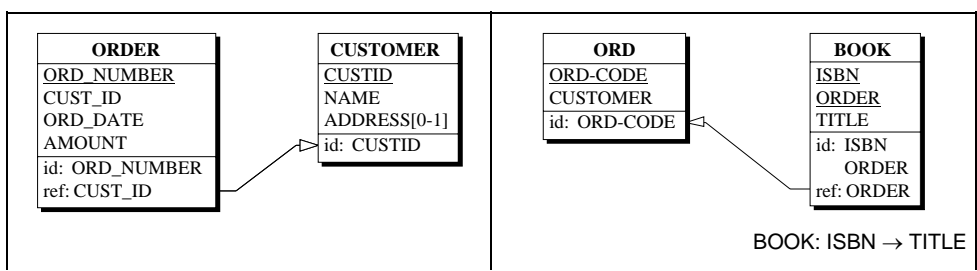 ORDER
ORD_NUMBER
CUST_ID
ORD_DATE
AMOUNT
id: ORD_NUMBER
ref: CUST_ID
CUSTOMER
CUSTID
NAME
ADDRESS[0-1]
id: CUSTID
ORD
ORD-CODE
CUSTOMER
id: ORD-CODE
BOOK
ISBN
ORDER
TITLE
id: ISBN
ORDER
ref: ORDER
BOOK: ISBN → TITLE